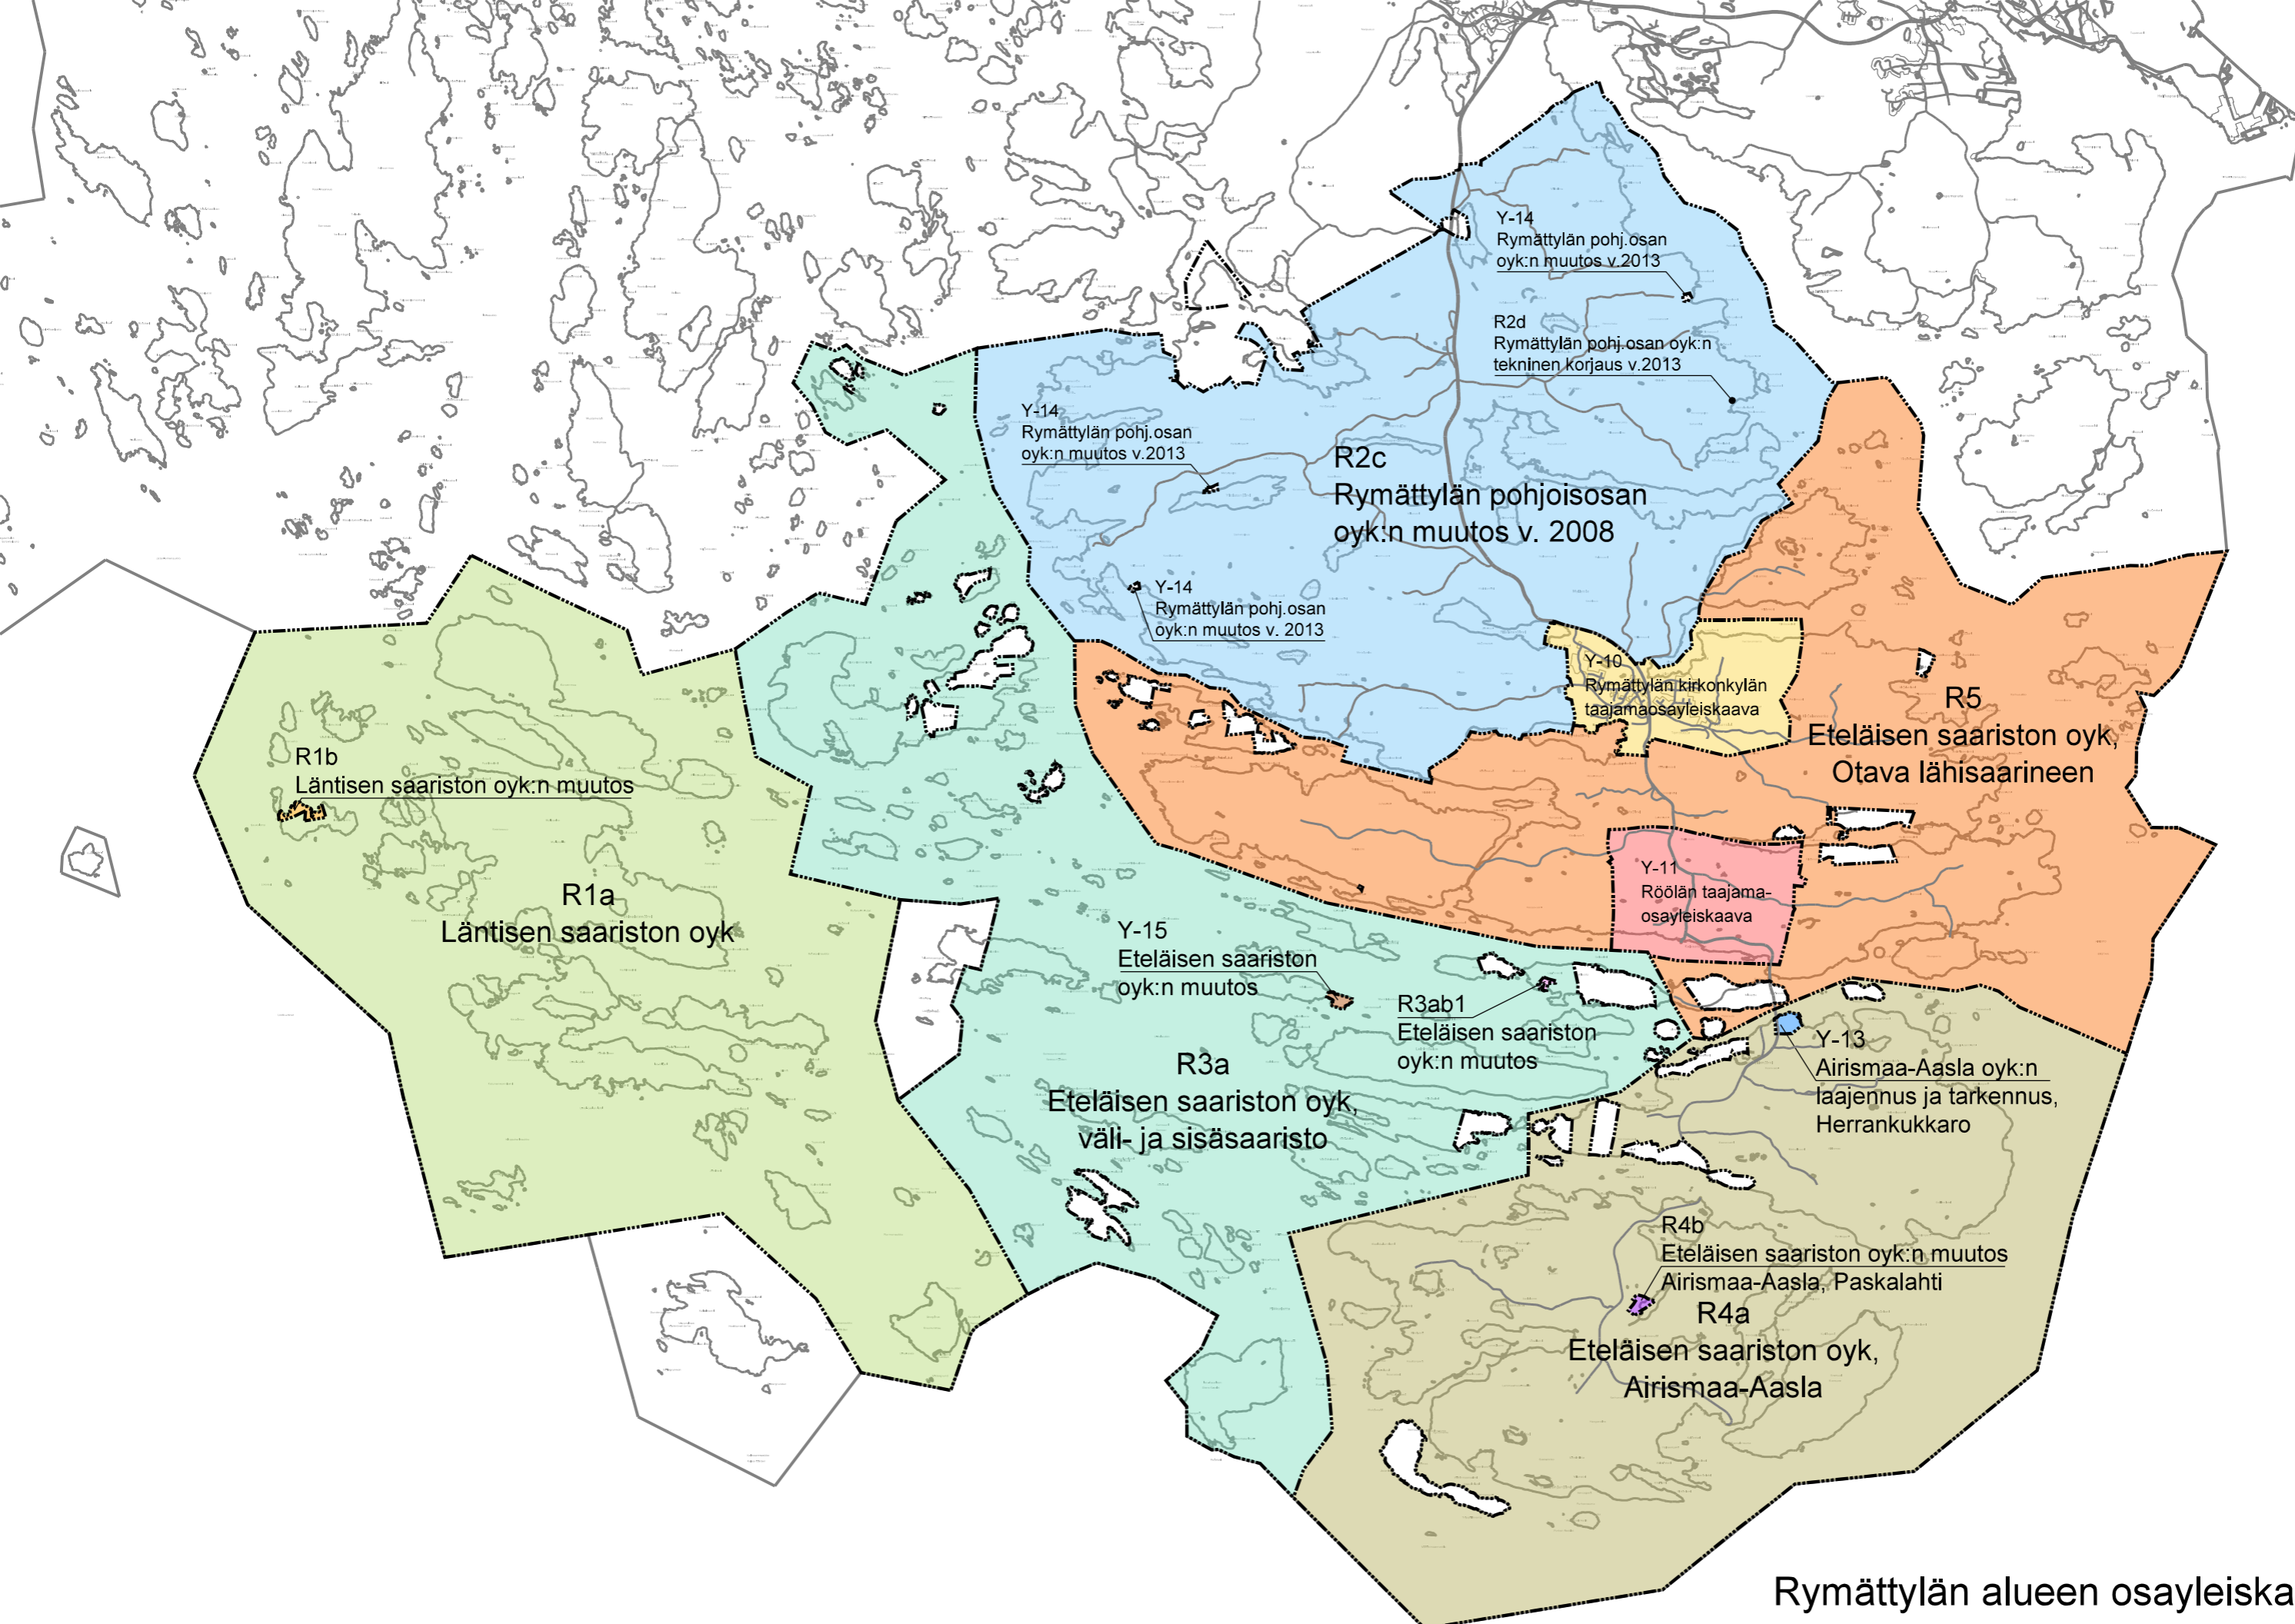 Y-14
Rymättylän pohj.osan
oyk:n muutos v.2013
R2d
Rymättylän pohj.osan oyk:n
tekninen korjaus v.2013
Y-14
Rymättylän pohj.osan
oyk:n muutos v.2013
R2c
Rymättylän pohjoisosan
oyk:n muutos v. 2008
Y-14
Rymättylän pohj.osan
oyk:n muutos v. 2013
Y-10
Rymättylän kirkonkylän
taajamaosayleiskaava
R5
Eteläisen saariston oyk,
Otava lähisaarineen
R1b
Läntisen saariston oyk:n muutos
R1a
Läntisen saariston oyk
Y-11
Röölän taajama-
osayleiskaava
Y-15
Eteläisen saariston
oyk:n muutos
R3ab1
Eteläisen saariston
oyk:n muutos
Y-13
Airismaa-Aasla oyk:n
laajennus ja tarkennus,
Herrankukkaro
R3a
Eteläisen saariston oyk,
väli- ja sisäsaaristo
R4b
Eteläisen saariston oyk:n muutos
Airismaa-Aasla, Paskalahti
R4a
Eteläisen saariston oyk,
Airismaa-Aasla
Rymättylän alueen osayleiska